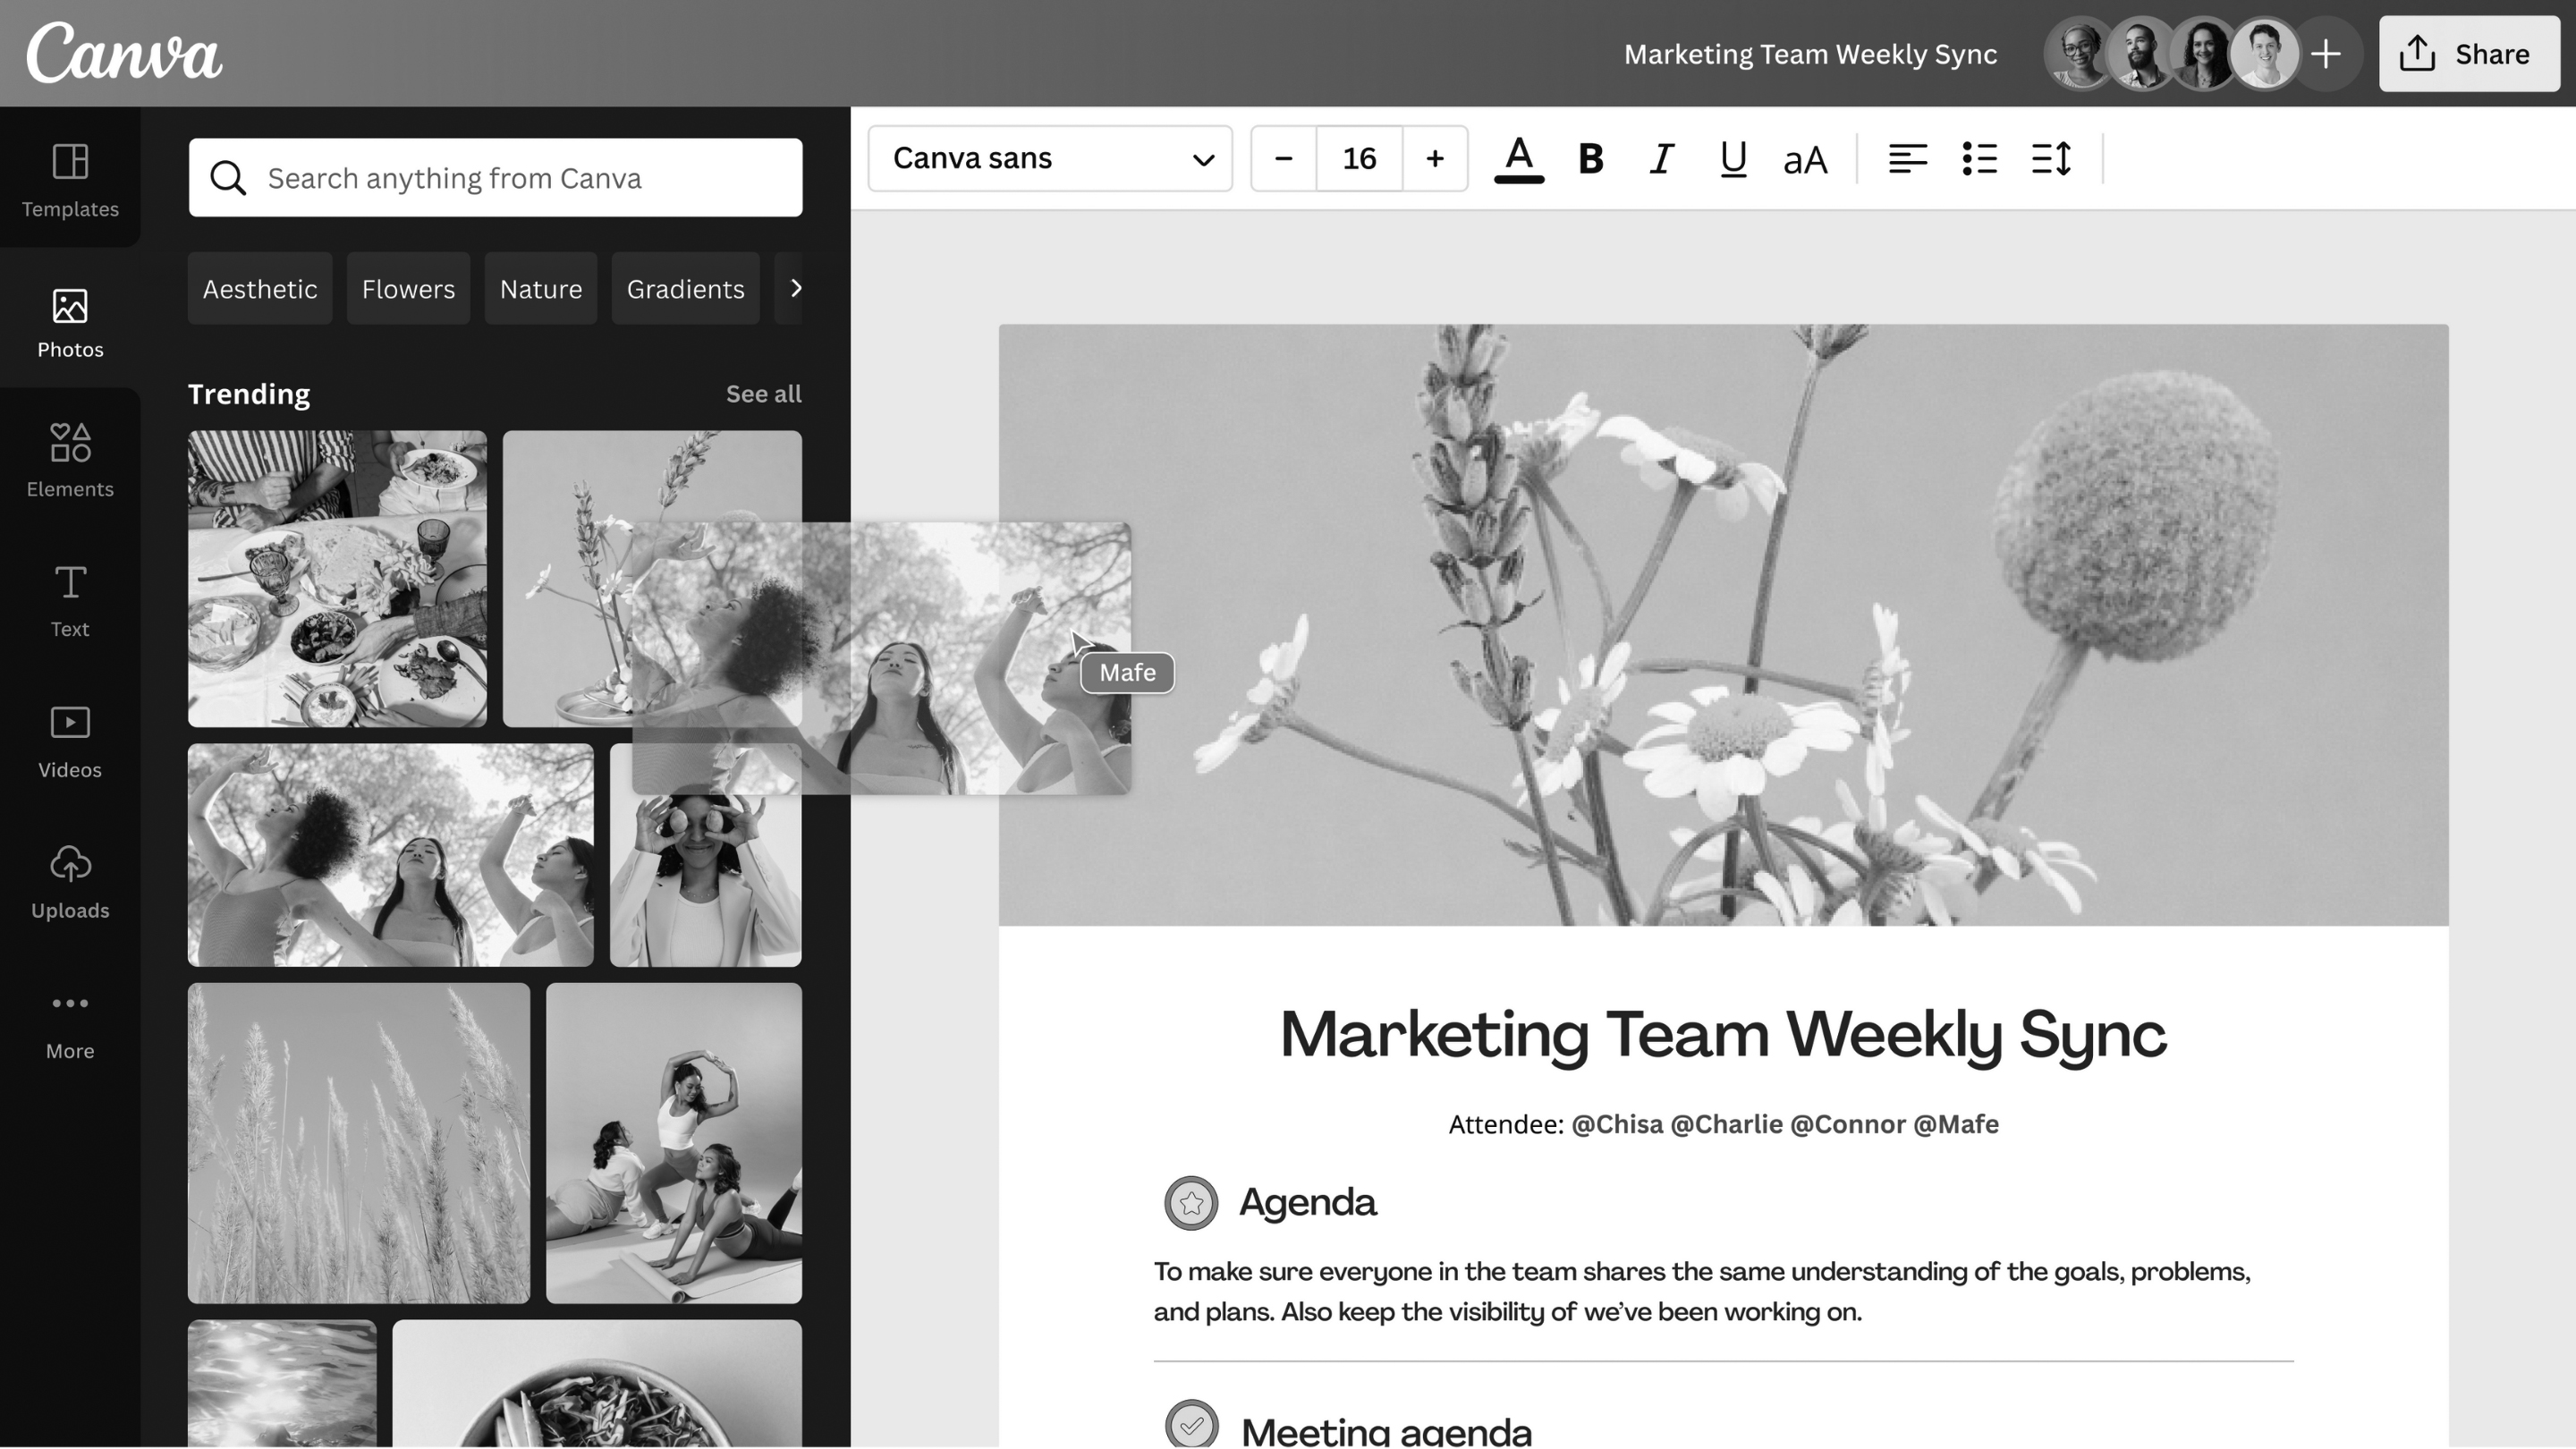 Canva
Marketing Team Weekly Sync
Share
Templates
Photos
Elements
Text
Videos
Uploads
More
Search anything from Canva
Aesthetic
Flowers
Nature
Gradients
Trending
See all
Canva sans
16
A
B
I
U
aA
Mafe
Marketing Team Weekly Sync
Attendee: @Chisa @Charlie @Connor @Mafe
Agenda
To make sure everyone in the team shares the same understanding of the goals, problems,
and plans. Also keep the visibility of we’ve been working on.
Meeting agenda